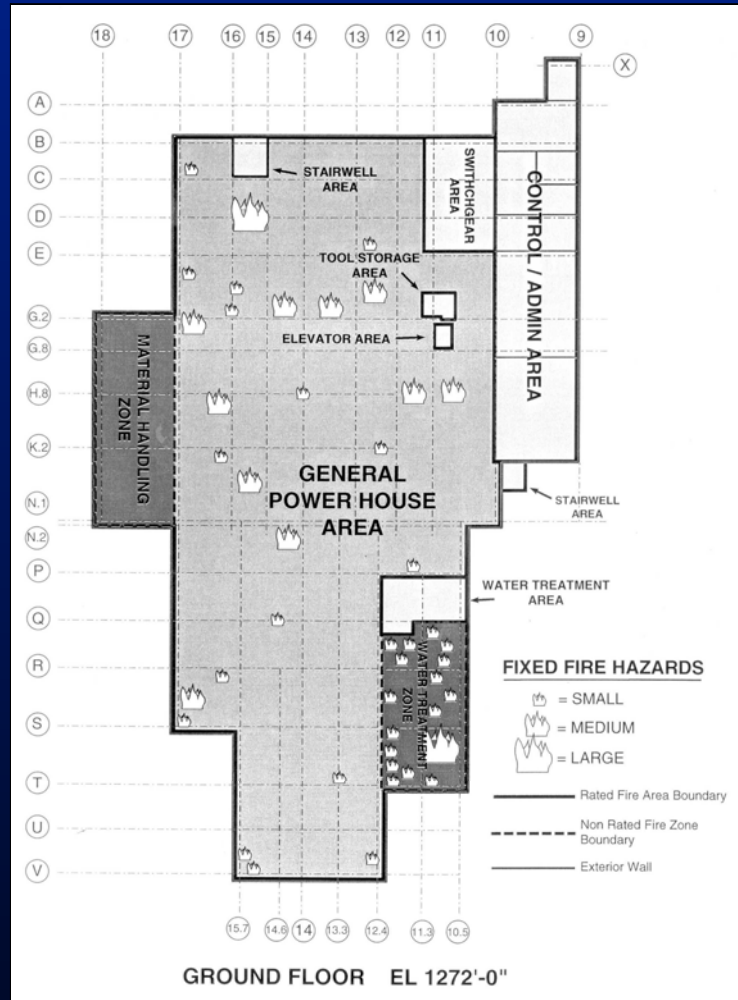 18 17 16 15 14 13 12 11 10 9
X
A
B
C
D
E
G.2
G.8
H.8
K.2
N.1
N.2
P
Q
R
S
T
U
V
STAIRWELL
AREA
SWITHCGEAR
AREA
CONTROL / ADMIN AREA
TOOL STORAGE
AREA
ELEVATOR AREA
MATERIAL HANDLING
ZONE
GENERAL
POWER HOUSE
AREA
STAIRWELL
AREA
WATER TREATMENT
AREA
WATER TREATMENT
ZONE
FIXED FIRE HAZARDS
= SMALL
= MEDIUM
= LARGE
Rated Fire Area Boundary
Non Rated Fire Zone
Boundary
Exterior Wall
15.7 14.6 14 13.3 12.4 11.3 10.5
GROUND FLOOR EL 1272'-0"